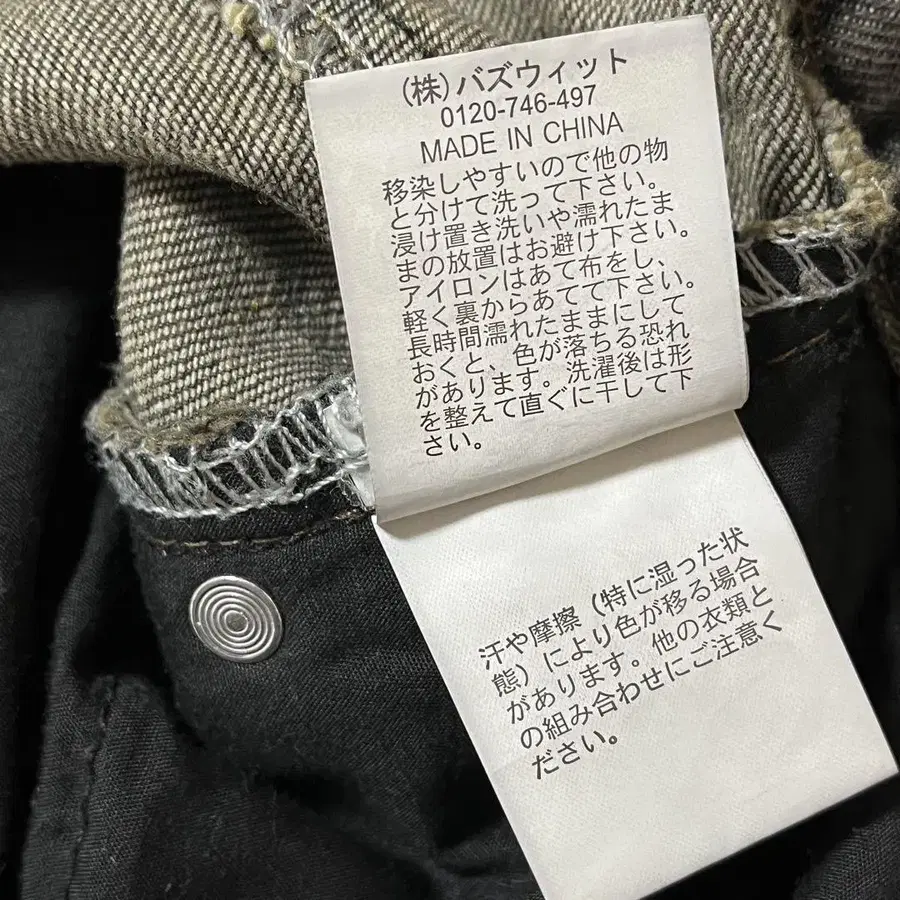 (株)バズウィット
0120-746-497
MADE IN CHINA
移染しやすいので他の物
と分けて洗って下さい。
浸け置き洗いや濡れたま
まの放置はお避け下さい。
アイロンはあて布をし、
軽く裏からあてて下さい。
長時間濡れたままにして
おくと、色が落ちる恐れ
があります。洗濯後は形
を整えて直ぐに干して下
さい。
汗や摩擦（特に湿った状
態）により色が移る場合
があります。他の衣類と
の組み合わせにご注意く
ださい。